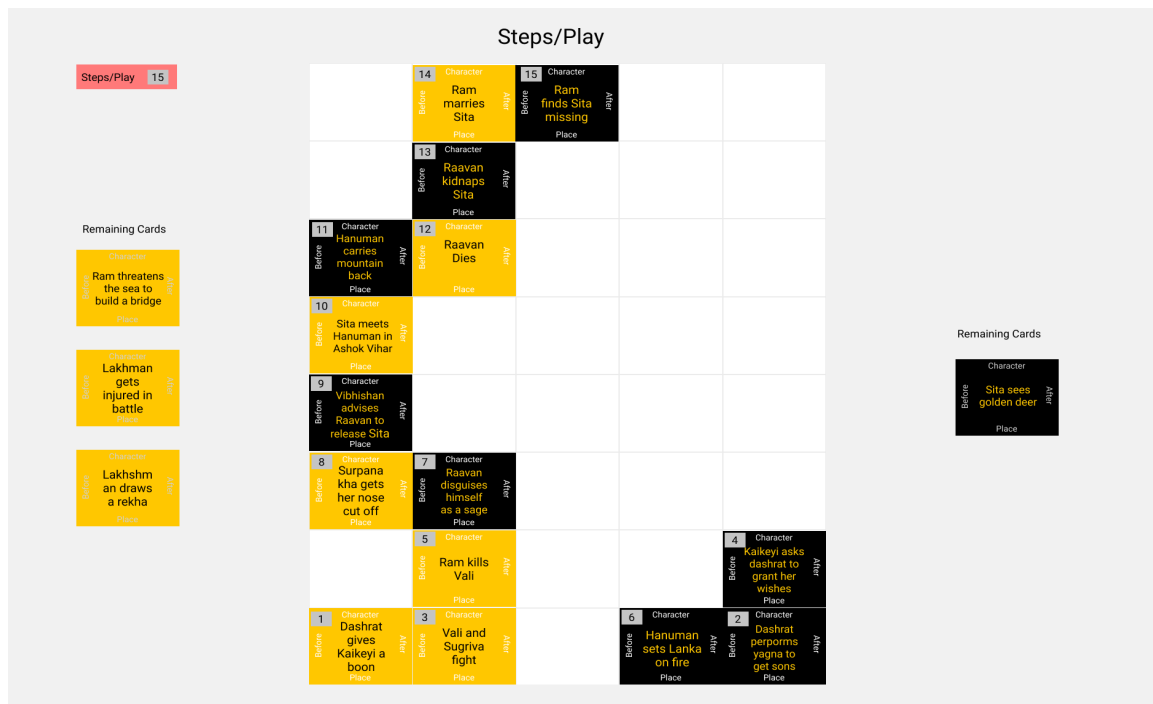 Steps/Play
Steps/Play 15
14 Character
Before
Ram
marries
Sita
After
Place
15 Character
Before
Ram
finds Sita
missing
After
Place
13 Character
Before
Raavan
kidnaps
Sita
After
Place
Remaining Cards
Character
Before
Ram threatens
the sea to
build a bridge
After
Place
Character
Before
Lakhman
gets
injured in
battle
After
Place
Character
Before
Lakhshm
an draws
a rekha
After
Place
11 Character
Before
Hanuman
carries
mountain
back
After
Place
12 Character
Before
Raavan
Dies
After
Place
10 Character
Before
Sita meets
Hanuman in
Ashok Vihar
After
Place
9 Character
Before
Vibhishan
advises
Raavan to
release Sita
After
Place
8 Character
Before
Surpana
kha gets
her nose
cut off
After
Place
7 Character
Before
Raavan
disguises
himself
as a sage
After
Place
5 Character
Before
Ram kills
Vali
After
Place
4 Character
Before
Kaikeyi asks
dashrat to
grant her
wishes
After
Place
1 Character
Before
Dashrat
gives
Kaikeyi a
boon
After
Place
3 Character
Before
Vali and
Sugriva
fight
After
Place
6 Character
Before
Hanuman
sets Lanka
on fire
After
Place
2 Character
Before
Dashrat
perporms
yagna to
get sons
After
Place
Remaining Cards
Character
Before
Sita sees
golden deer
After
Place